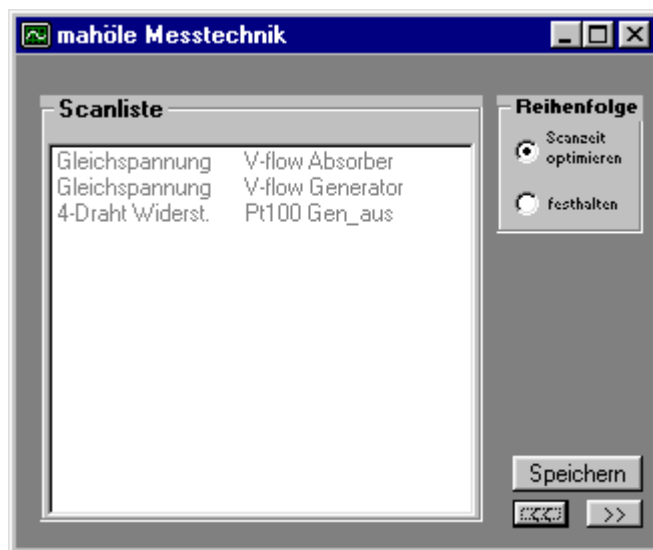 mahöle Messtechnik
Scanliste
Gleichspannung V-flow Absorber
Gleichspannung V-flow Generator
4-Draht Widerst. Pt100 Gen_aus
Reihenfolge
Scanzeit
optimieren
festhalten
Speichern
<< >>